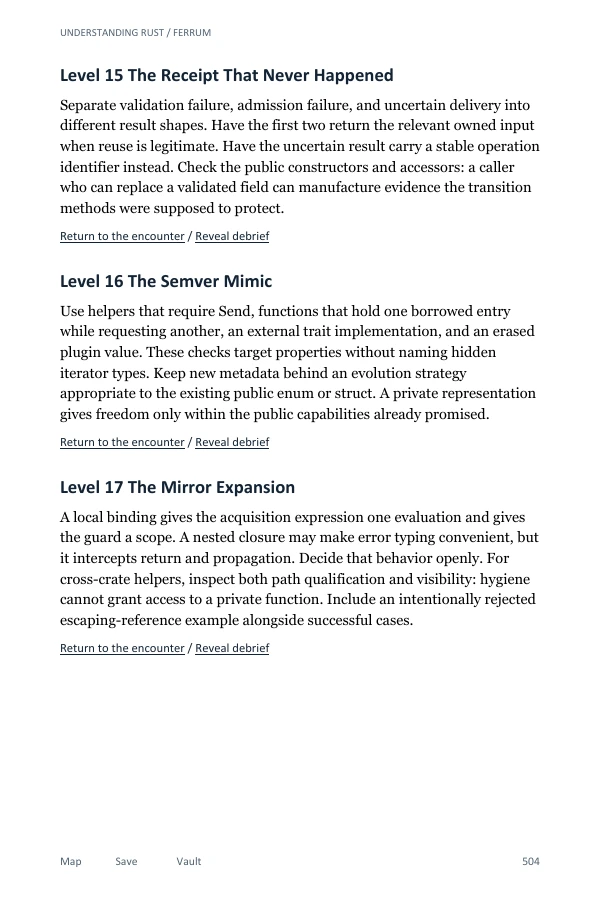 UNDERSTANDING RUST / FERRUM
Level 15 The Receipt That Never Happened
Separate validation failure, admission failure, and uncertain delivery into
different result shapes. Have the first two return the relevant owned input
when reuse is legitimate. Have the uncertain result carry a stable operation
identifier instead. Check the public constructors and accessors: a caller
who can replace a validated field can manufacture evidence the transition
methods were supposed to protect.
Return to the encounter / Reveal debrief
Level 16 The Semver Mimic
Use helpers that require Send, functions that hold one borrowed entry
while requesting another, an external trait implementation, and an erased
plugin value. These checks target properties without naming hidden
iterator types. Keep new metadata behind an evolution strategy
appropriate to the existing public enum or struct. A private representation
gives freedom only within the public capabilities already promised.
Return to the encounter / Reveal debrief
Level 17 The Mirror Expansion
A local binding gives the acquisition expression one evaluation and gives
the guard a scope. A nested closure may make error typing convenient, but
it intercepts return and propagation. Decide that behavior openly. For
cross-crate helpers, inspect both path qualification and visibility: hygiene
cannot grant access to a private function. Include an intentionally rejected
escaping-reference example alongside successful cases.
Return to the encounter / Reveal debrief
Map Save Vault 504